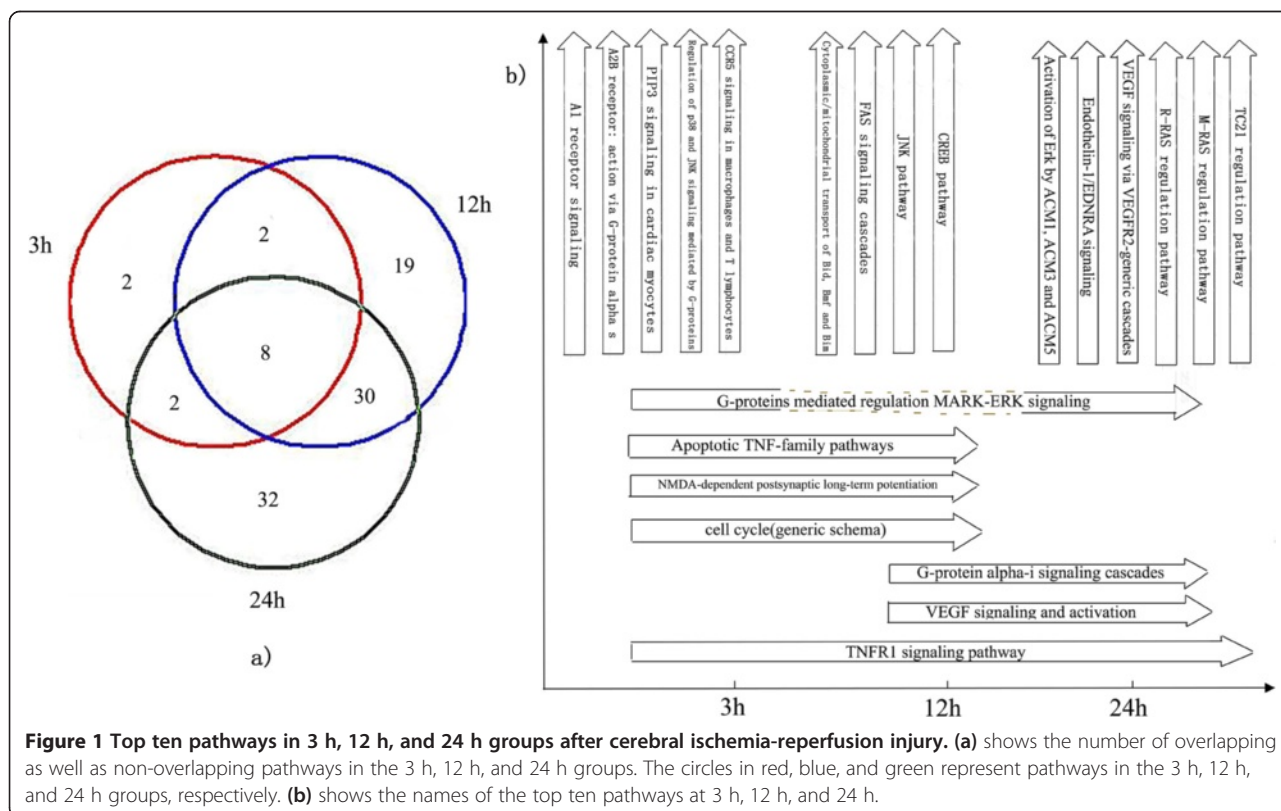 a)
3h
12h
24h
2
2
19
8
2
30
32
b)
A1 receptor signaling
A2B receptor: action via G-protein alpha s
PIP3 signaling in cardiac myocytes
Regulation of p38 and JNK signaling mediated by G-proteins
CCR5 signaling in macrophages and T lymphocytes
Cytoplasmic/mitochondrial transport of Bid, Bmf and Bim
FAS signaling cascades
JNK pathway
CREB pathway
Activation of Erk by ACM1, ACM3 and ACM5
Endothelin-1/EDNRA signaling
VEGF signaling via VEGFR2-generic cascades
R-RAS regulation pathway
M-RAS regulation pathway
TC21 regulation pathway
G-proteins mediated regulation MARK-ERK signaling
Apoptotic TNF-family pathways
NMDA-dependent postsynaptic long-term potentiation
cell cycle(generic schema)
G-protein alpha-i signaling cascades
VEGF signaling and activation
TNFR1 signaling pathway
3h
12h
24h
Figure 1 Top ten pathways in 3 h, 12 h, and 24 h groups after cerebral ischemia-reperfusion injury. (a) shows the number of overlapping
as well as non-overlapping pathways in the 3 h, 12 h, and 24 h groups. The circles in red, blue, and green represent pathways in the 3 h, 12 h,
and 24 h groups, respectively. (b) shows the names of the top ten pathways at 3 h, 12 h, and 24 h.